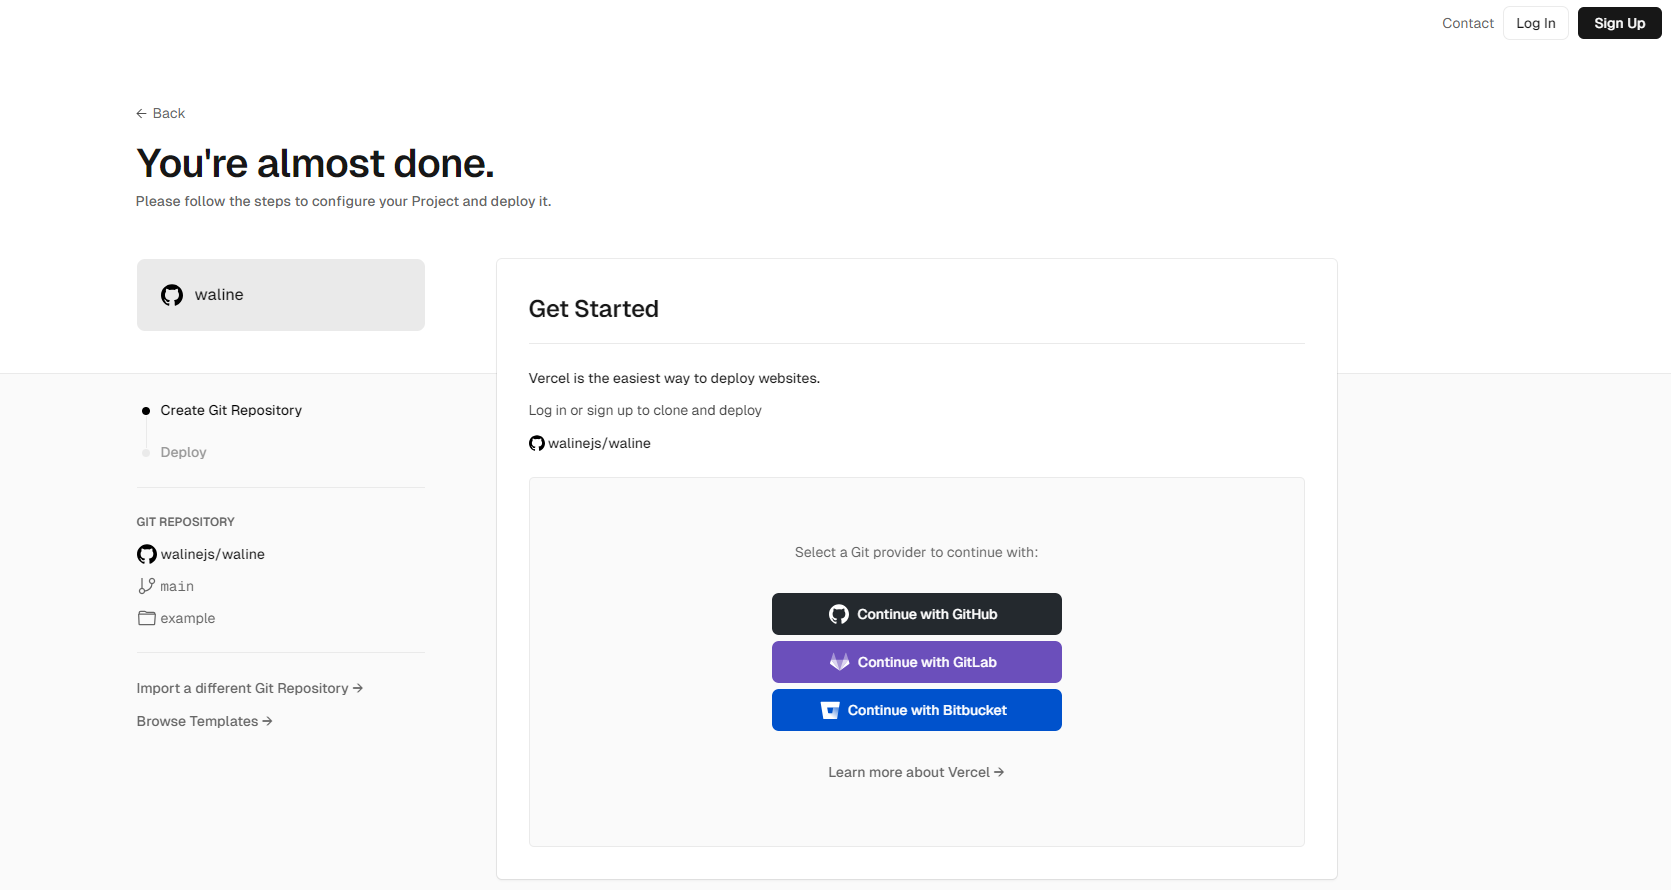 Contact
Log In
Sign Up
← Back
You're almost done.
Please follow the steps to configure your Project and deploy it.
waline
Create Git Repository
Deploy
GIT REPOSITORY
walinejs/waline
main
example
Import a different Git Repository →
Browse Templates →
Get Started
Vercel is the easiest way to deploy websites.
Log in or sign up to clone and deploy
walinejs/waline
Select a Git provider to continue with:
Continue with GitHub
Continue with GitLab
Continue with Bitbucket
Learn more about Vercel →